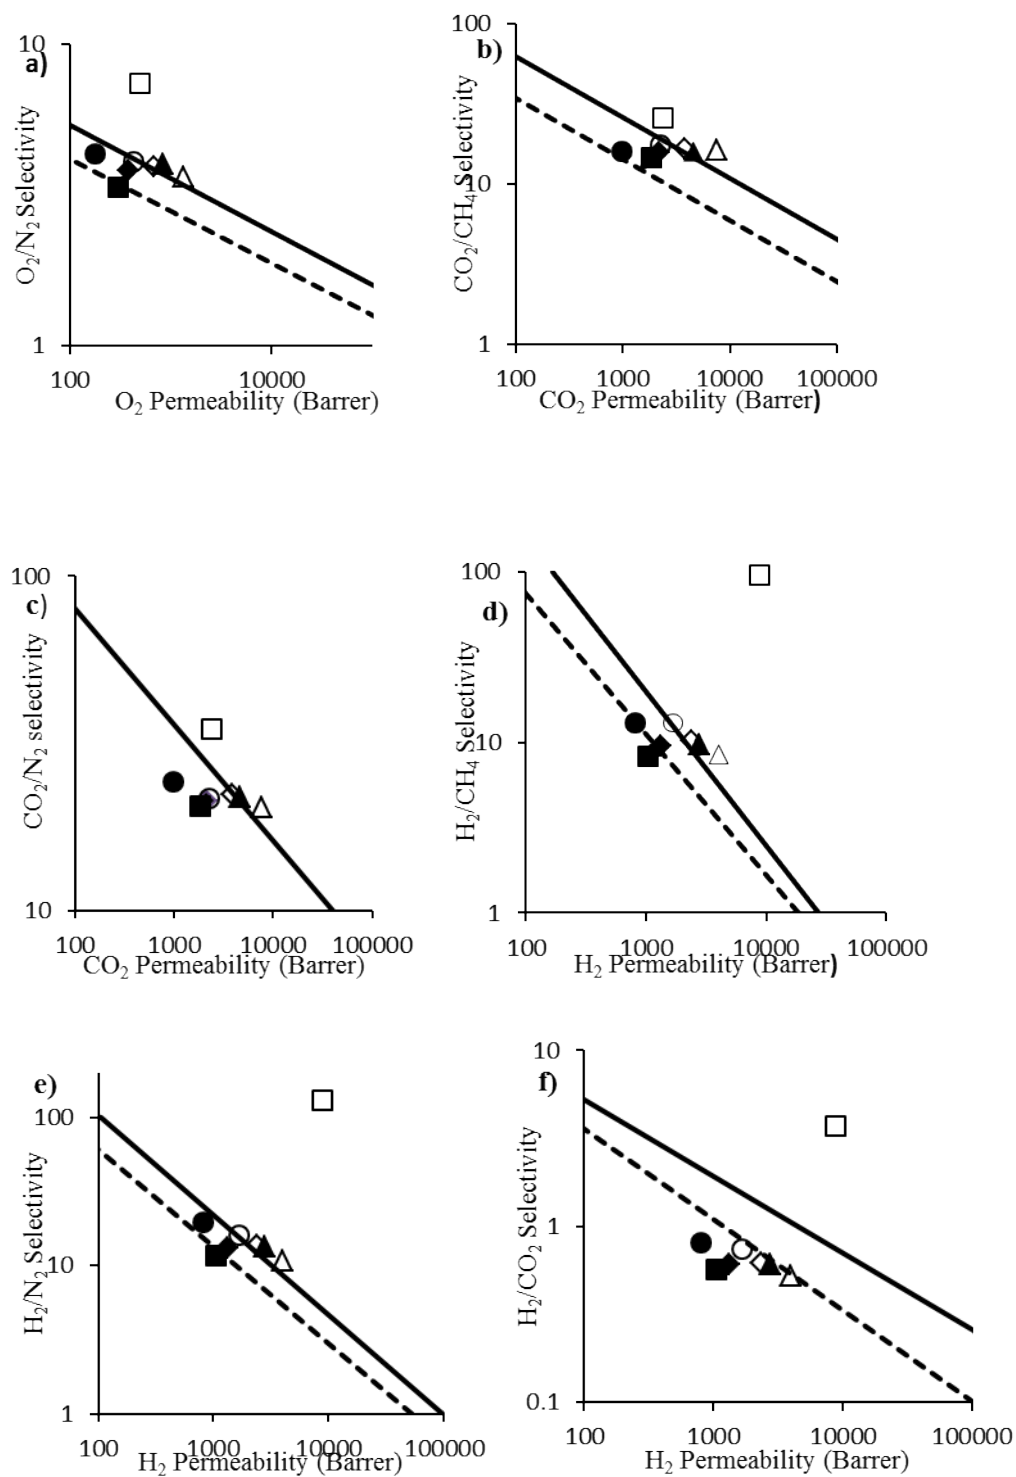 a)
10
1
100
10000
O₂/N₂ Selectivity
O₂ Permeability (Barrer)
b)
100
10
1
100
1000
10000
100000
CO₂/CH₄ Selectivity
CO₂ Permeability (Barrer)
c)
100
10
100
1000
10000
100000
CO₂/N₂ selectivity
CO₂ Permeability (Barrer)
d)
100
10
1
100
1000
10000
100000
H₂/CH₄ Selectivity
H₂ Permeability (Barrer)
e)
100
10
1
100
1000
10000
100000
H₂/N₂ Selectivity
H₂ Permeability (Barrer)
f)
10
1
0.1
100
1000
10000
100000
H₂/CO₂ Selectivity
H₂ Permeability (Barrer)